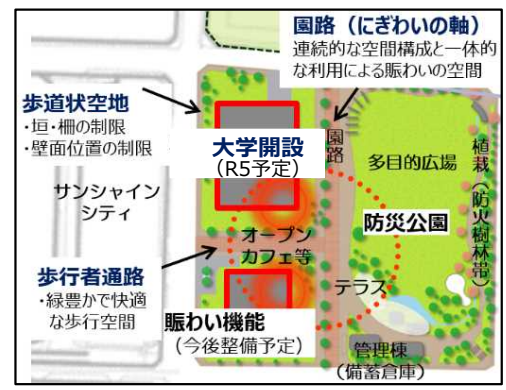 園路（にぎわいの軸）
連続的な空間構成と一体的
な利用による賑わいの空間
歩道状空地
・垣・柵の制限
・壁面位置の制限
大学開設
（R5予定）
園路
多目的広場
植栽（防火樹林帯）
サンシャイン
シティ
防災公園
オープン
カフェ等
歩行者通路
・緑豊かで快適
な歩行空間
テラス
賑わい機能
（今後整備予定）
管理棟
（備蓄倉庫）